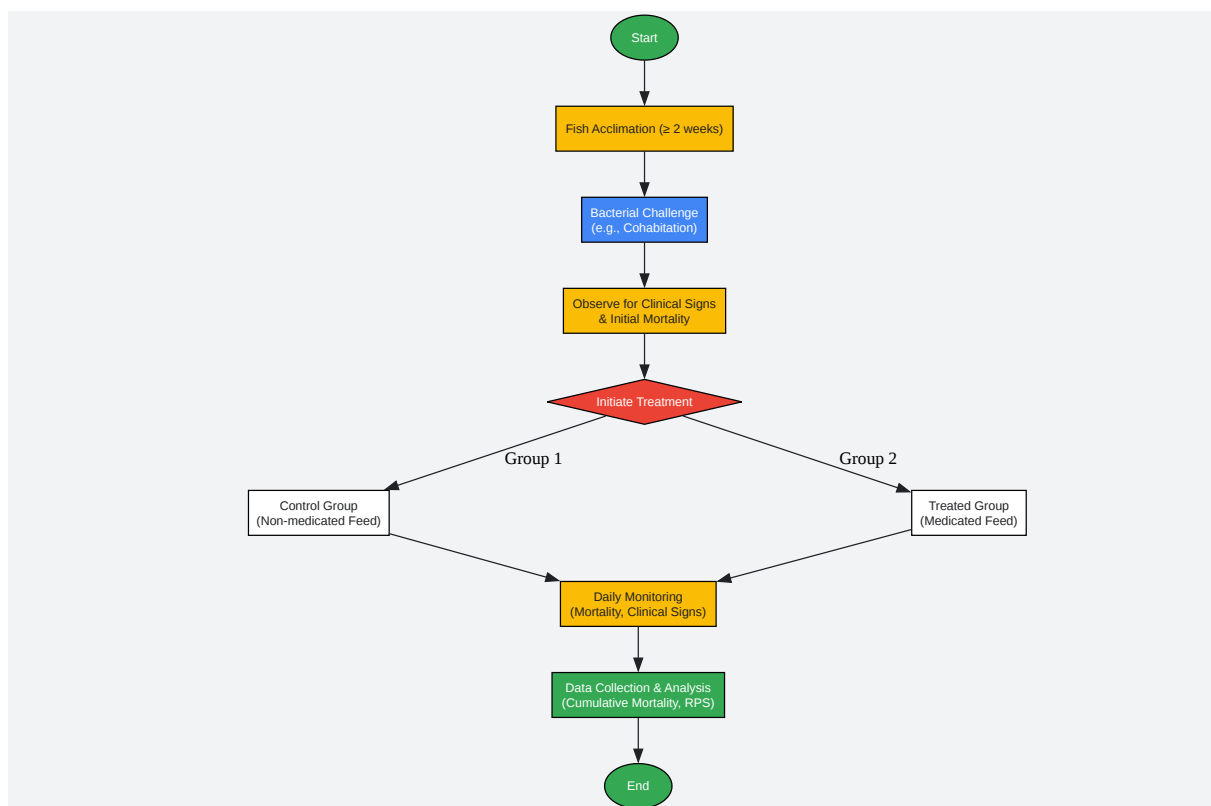 Start
Fish Acclimation (≥ 2 weeks)
Bacterial Challenge
(e.g., Cohabitation)
Observe for Clinical Signs
& Initial Mortality
Initiate Treatment
Group 1
Group 2
Control Group
(Non-medicated Feed)
Treated Group
(Medicated Feed)
Daily Monitoring
(Mortality, Clinical Signs)
Data Collection & Analysis
(Cumulative Mortality, RPS)
End